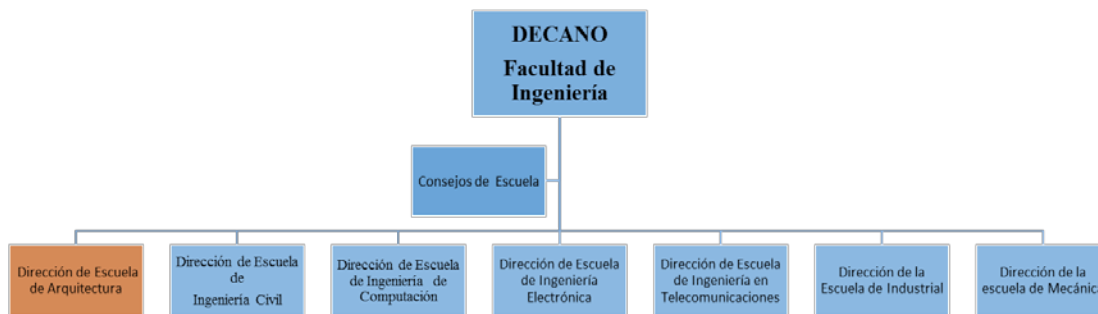 DECANO
Facultad de
Ingeniería
Consejos de Escuela
Dirección de Escuela
de Arquitectura
Dirección de Escuela
de
Ingeniería Civil
Dirección de Escuela
de Ingeniería de
Computación
Dirección de Escuela
de Ingeniería
Electrónica
Dirección de Escuela
de Ingeniería en
Telecomunicaciones
Dirección de la
Escuela de Industrial
Dirección de la
escuela de Mecánica